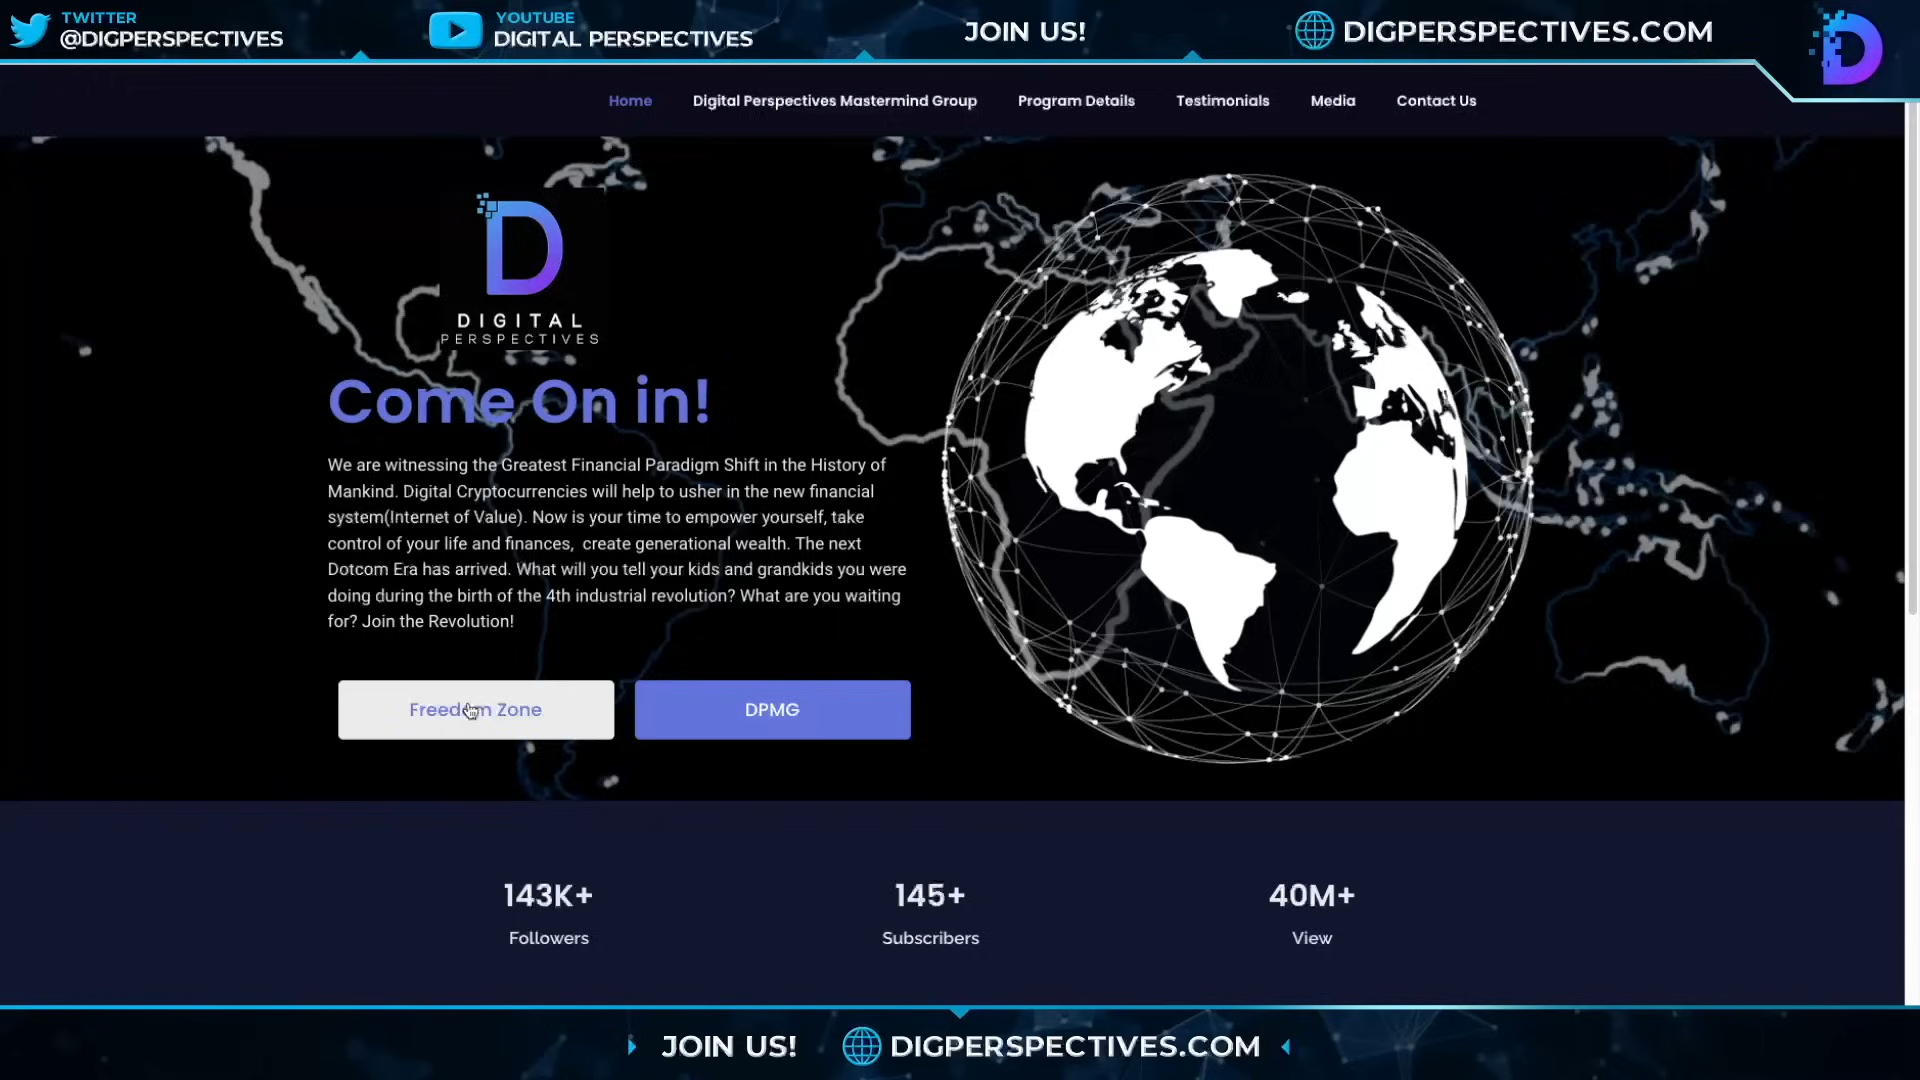 TWITTER
@DIGPERSPECTIVES
YOUTUBE
DIGITAL PERSPECTIVES
JOIN US!
DIGPERSPECTIVES.COM
Home
Digital Perspectives Mastermind Group
Program Details
Testimonials
Media
Contact Us
DIGITAL
PERSPECTIVES
Come On in!
We are witnessing the Greatest Financial Paradigm Shift in the History of
Mankind. Digital Cryptocurrencies will help to usher in the new financial
system(Internet of Value). Now is your time to empower yourself, take
control of your life and finances, create generational wealth. The next
Dotcom Era has arrived. What will you tell your kids and grandkids you were
doing during the birth of the 4th industrial revolution? What are you waiting
for? Join the Revolution!
Freedom Zone
DPMG
143K+
Followers
145+
Subscribers
40M+
View
JOIN US!
DIGPERSPECTIVES.COM